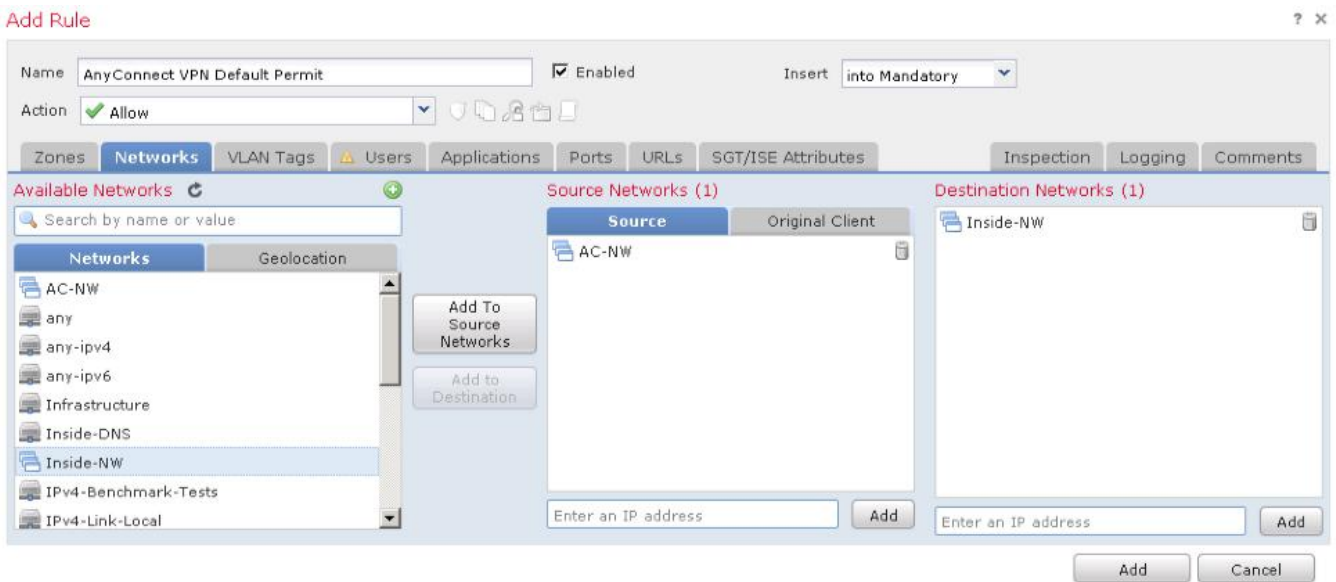 Add Rule
? ×
Name AnyConnect VPN Default Permit Enabled Insert into Mandatory
Action Allow
Zones Networks VLAN Tags Users Applications Ports URLs SGT/ISE Attributes Inspection Logging Comments
Available Networks
Search by name or value
Networks Geolocation
AC-NW
any
any-ipv4
any-ipv6
Infrastructure
Inside-DNS
Inside-NW
IPv4-Benchmark-Tests
IPv4-Link-Local
Add To
Source
Networks
Add to
Destination
Source Networks (1)
Source Original Client
AC-NW
Enter an IP address Add
Destination Networks (1)
Inside-NW
Enter an IP address Add
Add Cancel